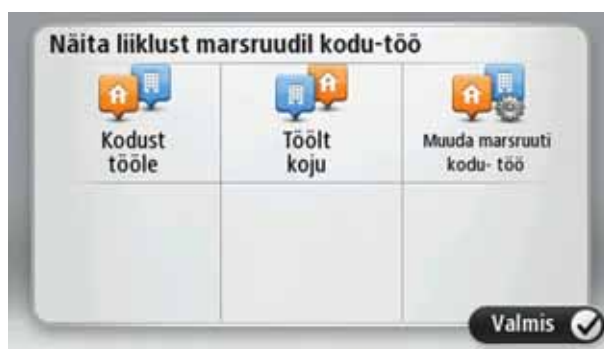 Näita liiklust marsruudil kodu-töö
Kodust
tööle
Töölt
koju
Muuda marsruuti
kodu- töö
Valmis